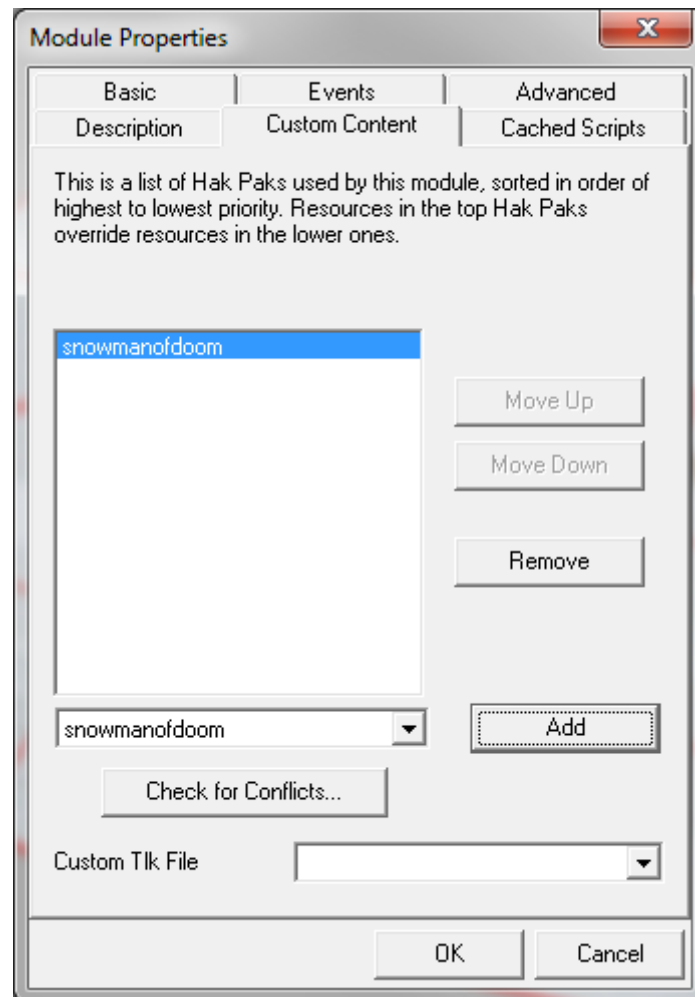 Module Properties
Basic
Events
Advanced
Description
Custom Content
Cached Scripts
This is a list of Hak Paks used by this module, sorted in order of
highest to lowest priority. Resources in the top Hak Paks
override resources in the lower ones.
snowmanofdoom
Move Up
Move Down
Remove
snowmanofdoom
Add
Check for Conflicts...
Custom Tlk File
OK
Cancel